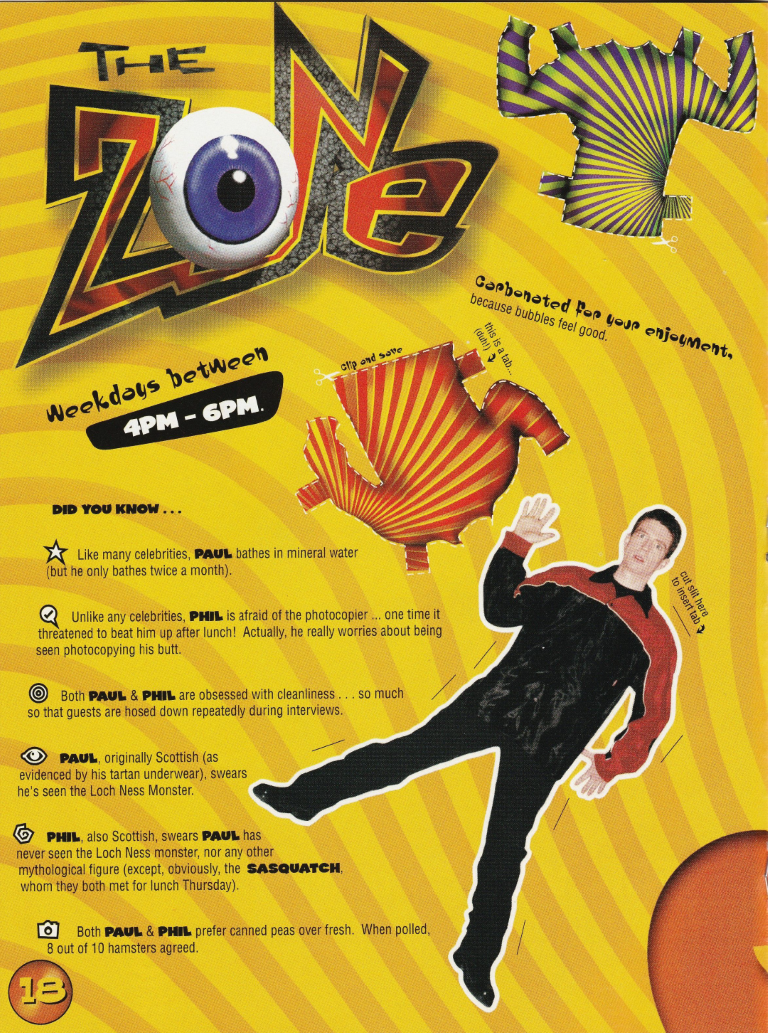 THE
ZONe
Carbonated for your enjoyment,
because bubbles feel good.
this is a tab...
(duh!)
clip and save
Weekdays between
4PM – 6PM.
DID YOU KNOW . . .
Like many celebrities, PAUL bathes in mineral water
(but he only bathes twice a month).
Unlike any celebrities, PHIL is afraid of the photocopier ... one time it
threatened to beat him up after lunch! Actually, he really worries about being
seen photocopying his butt.
cut slit here
to insert tab
Both PAUL & PHIL are obsessed with cleanliness . . . so much
so that guests are hosed down repeatedly during interviews.
PAUL, originally Scottish (as
evidenced by his tartan underwear), swears
he's seen the Loch Ness Monster.
PHIL, also Scottish, swears PAUL has
never seen the Loch Ness monster, nor any other
mythological figure (except, obviously, the SASQUATCH,
whom they both met for lunch Thursday).
Both PAUL & PHIL prefer canned peas over fresh. When polled,
8 out of 10 hamsters agreed.
18